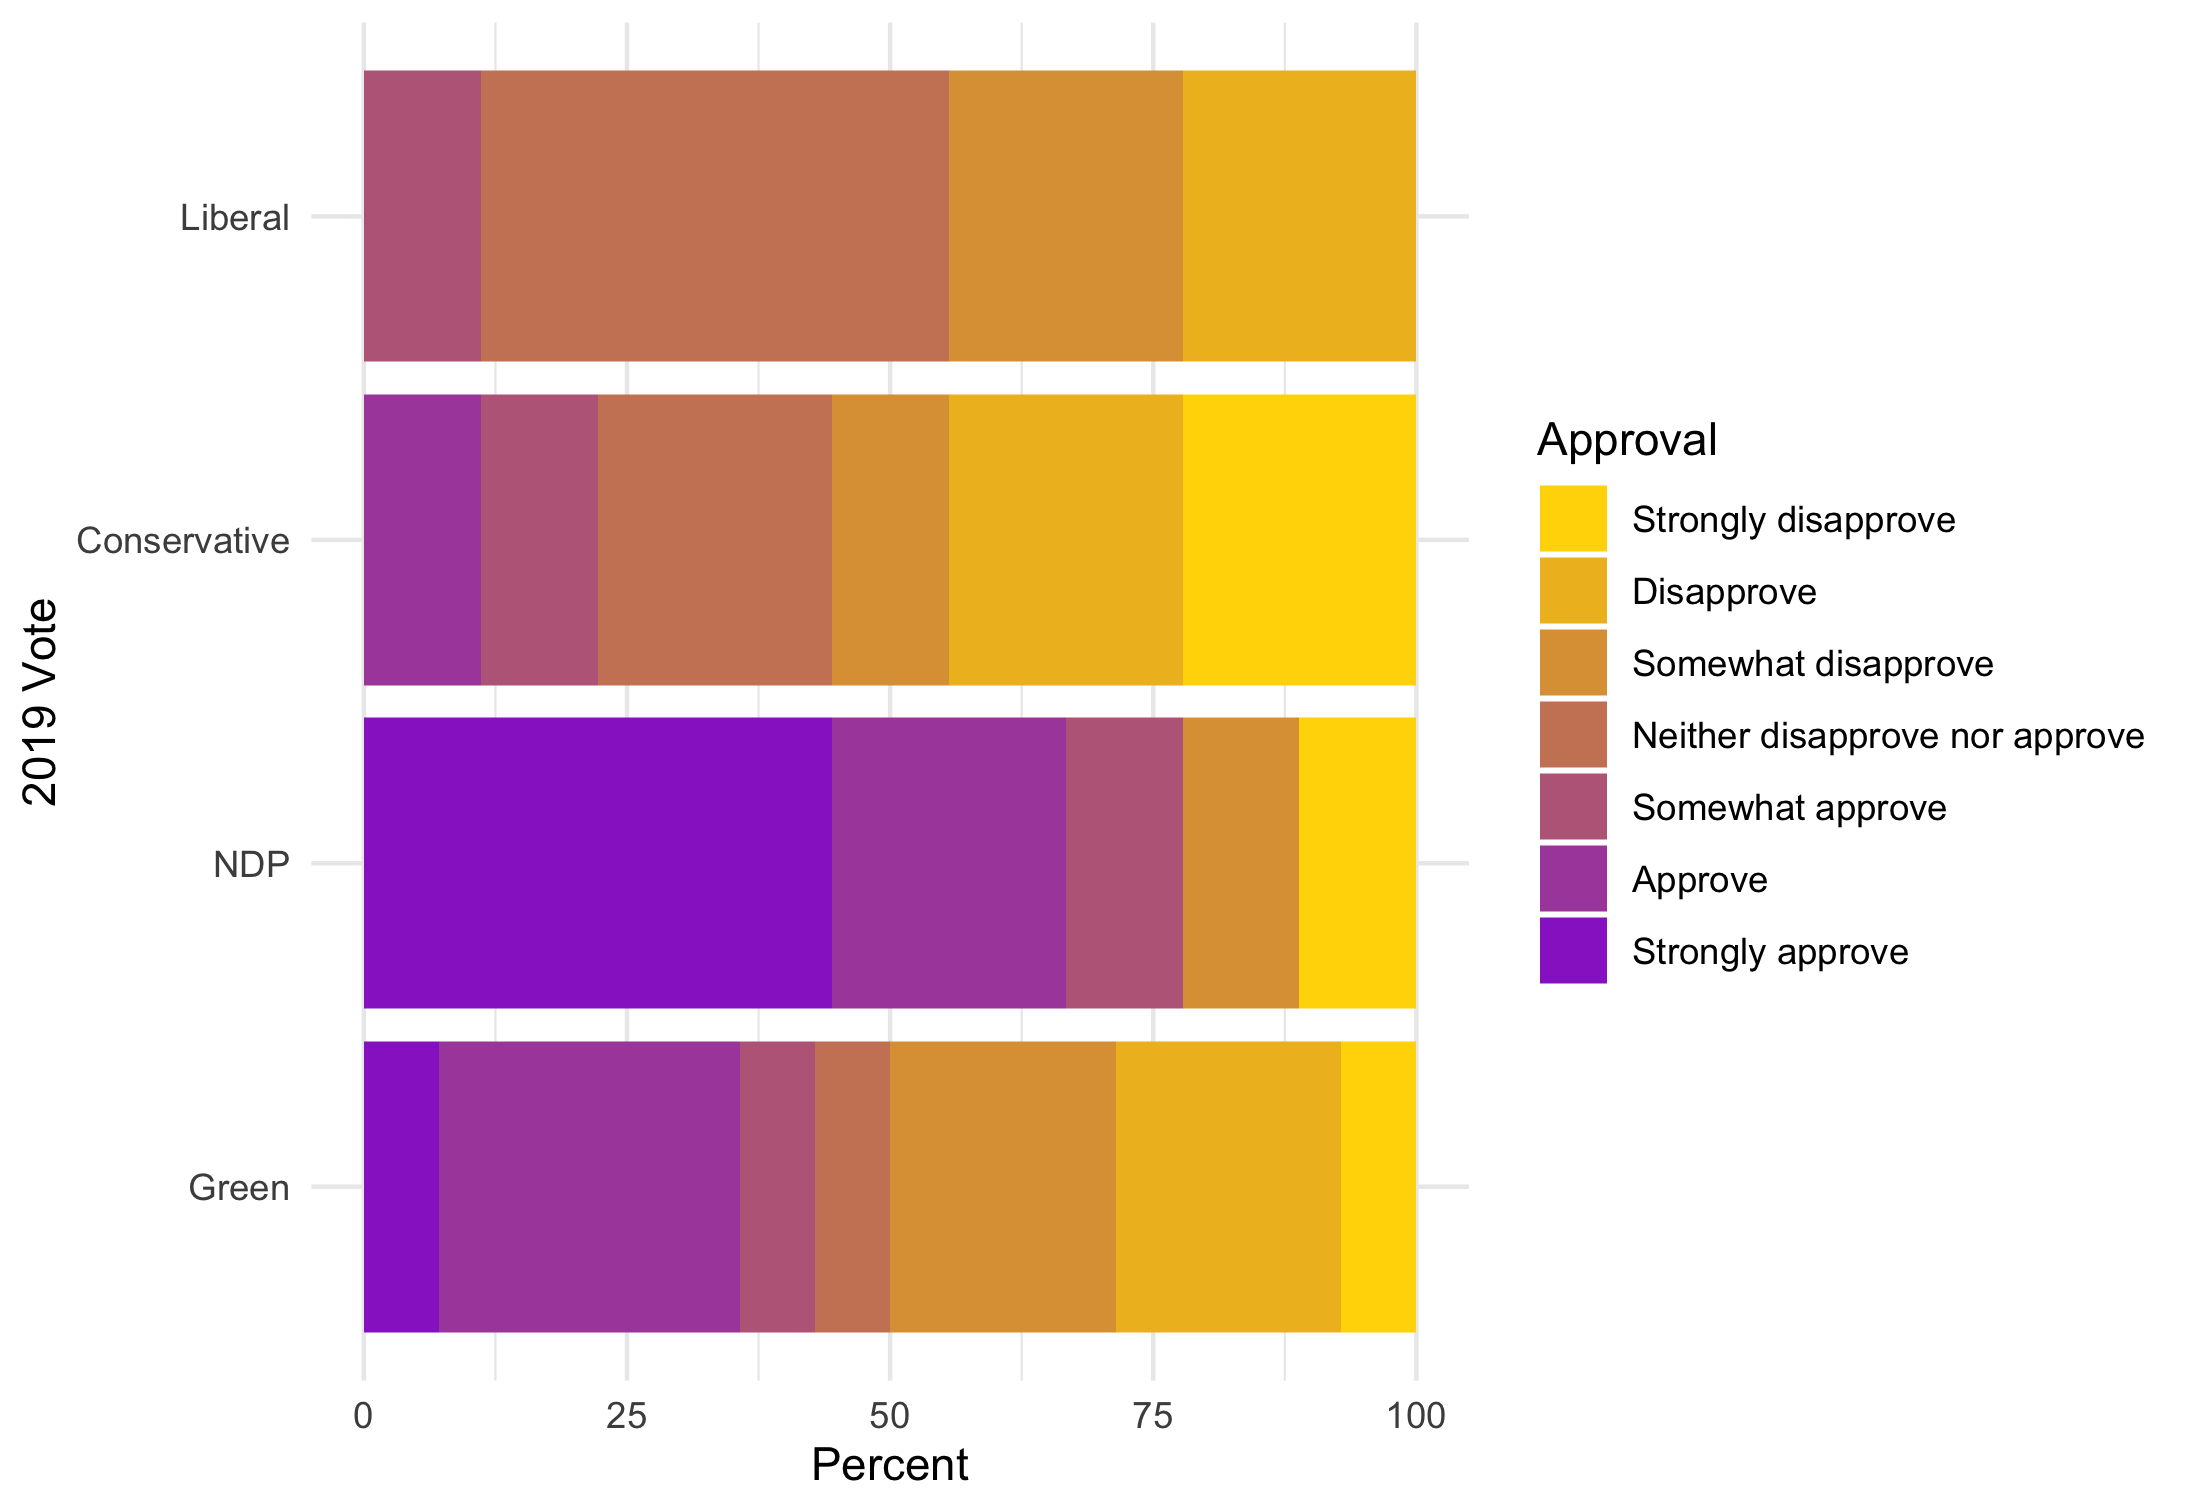 Liberal
Conservative
NDP
Green
2019 Vote
0 25 50 75 100
Percent
Approval
Strongly disapprove
Disapprove
Somewhat disapprove
Neither disapprove nor approve
Somewhat approve
Approve
Strongly approve